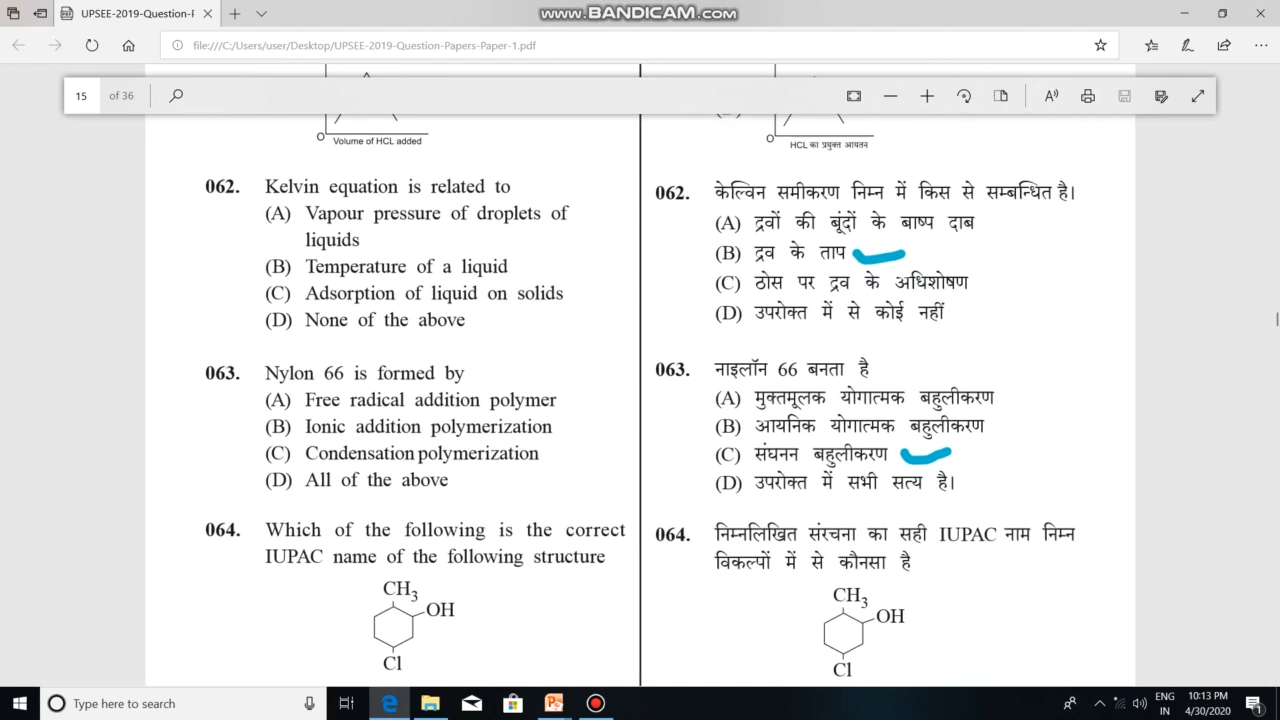 UPSEE-2019-Question-P
www.BANDICAM.com
file:///C:/Users/user/Desktop/UPSEE-2019-Question-Papers-Paper-1.pdf
15 of 36
O
Volume of HCL added
O
HCL का प्रयुक्त आयतन
062. Kelvin equation is related to
(A) Vapour pressure of droplets of
liquids
(B) Temperature of a liquid
(C) Adsorption of liquid on solids
(D) None of the above
063. Nylon 66 is formed by
(A) Free radical addition polymer
(B) Ionic addition polymerization
(C) Condensation polymerization
(D) All of the above
064. Which of the following is the correct
IUPAC name of the following structure
CH3
OH
Cl
062. केल्विन समीकरण निम्न में किस से सम्बन्धित है।
(A) द्रवों की बूंदों के बाष्प दाब
(B) द्रव के ताप
(C) ठोस पर द्रव के अधिशोषण
(D) उपरोक्त में से कोई नहीं
063. नाइलॉन 66 बनता है
(A) मुक्तमूलक योगात्मक बहुलीकरण
(B) आयनिक योगात्मक बहुलीकरण
(C) संघनन बहुलीकरण
(D) उपरोक्त में सभी सत्य है।
064. निम्नलिखित संरचना का सही IUPAC नाम निम्न
विकल्पों में से कौनसा है
CH3
OH
Cl
Type here to search
ENG
IN
10:13 PM
4/30/2020
1